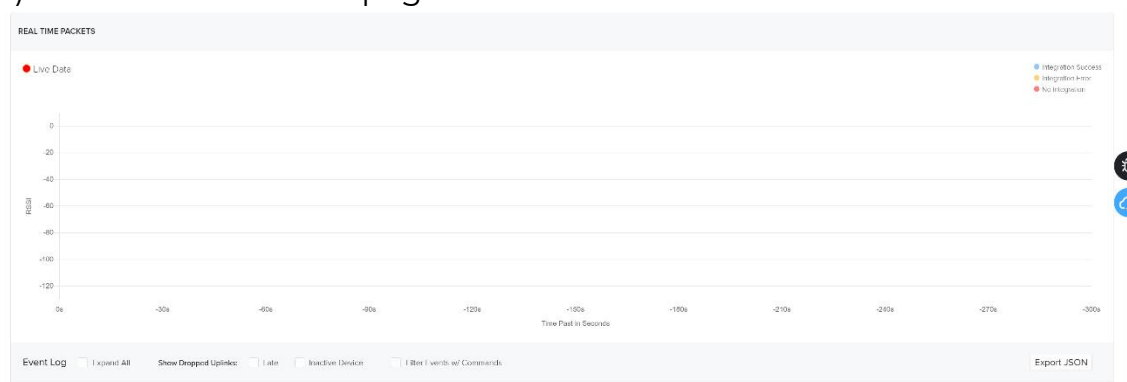 REAL TIME PACKETS
Live Data
Integration Success
Integration Error
No Integration
0
-20
-40
-60
-80
-100
-120
RSSI
0s -30s -60s -90s -120s -150s -180s -210s -240s -270s -300s
Time Past in Seconds
Event Log Expand All Show Dropped Uplinks: Late Inactive Device Filter Events w/ Commands Export JSON